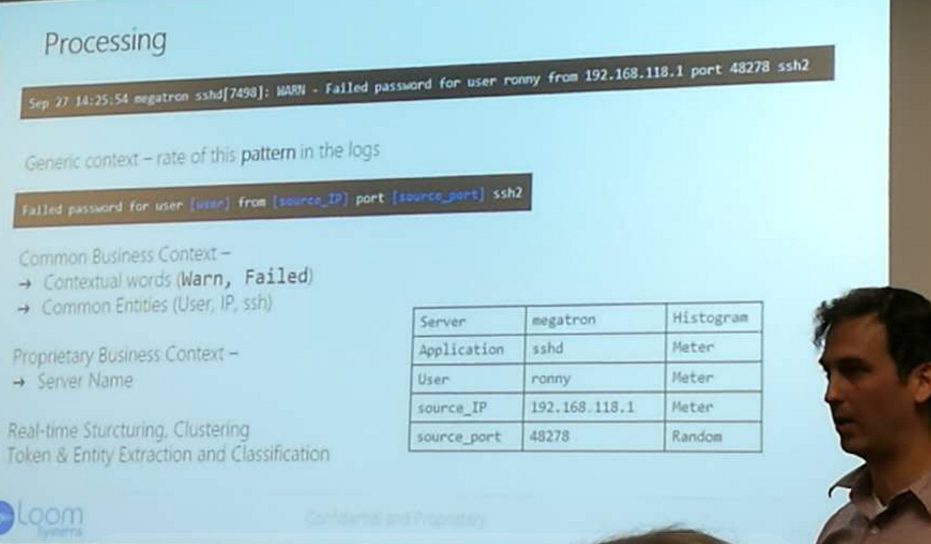 Processing
Sep 27 14:25:54 megatron sshd[7498]: WARN - Failed password for user ronny from 192.168.118.1 port 48278 ssh2
Generic context – rate of this pattern in the logs
Failed password for user [user] from [source_IP] port [source_port] ssh2
Common Business Context –
→ Contextual words (Warn, Failed)
→ Common Entities (User, IP, ssh)
Proprietary Business Context –
→ Server Name
Real-time Sturcturing, Clustering
Token & Entity Extraction and Classification
Server megatron Histogram
Application sshd Meter
User ronny Meter
source_IP 192.168.118.1 Meter
source_port 48278 Random
Loom
Systems
Confidential and Proprietary